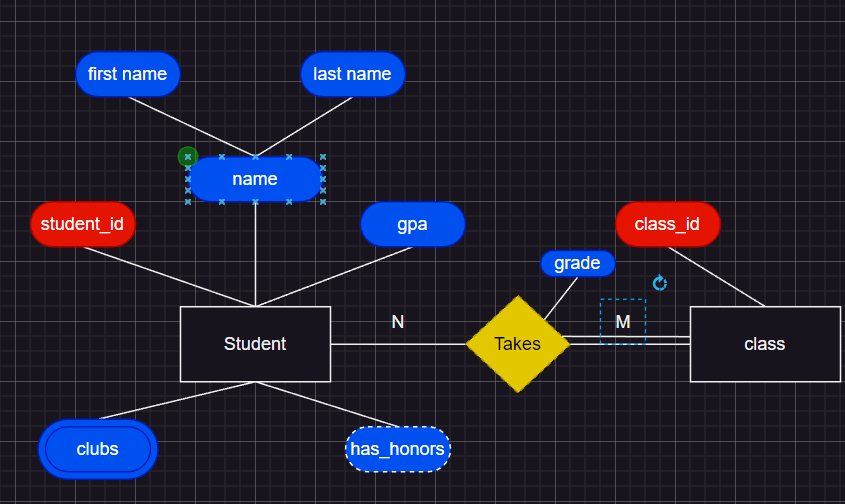 first name
last name
name
student_id
gpa
class_id
grade
N
M
Student
Takes
class
clubs
has_honors